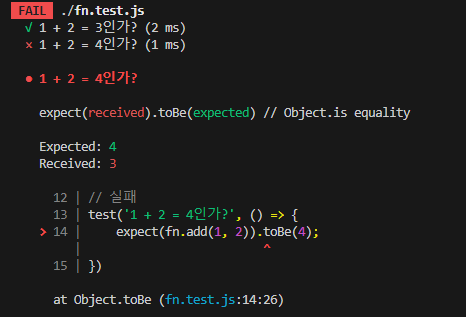 FAIL ./fn.test.js
√ 1 + 2 = 3인가? (2 ms)
× 1 + 2 = 4인가? (1 ms)
● 1 + 2 = 4인가?
expect(received).toBe(expected) // Object.is equality
Expected: 4
Received: 3
12 | // 실패
13 | test('1 + 2 = 4인가?', () => {
> 14 |     expect(fn.add(1, 2)).toBe(4);
|                          ^
15 | })
at Object.toBe (fn.test.js:14:26)